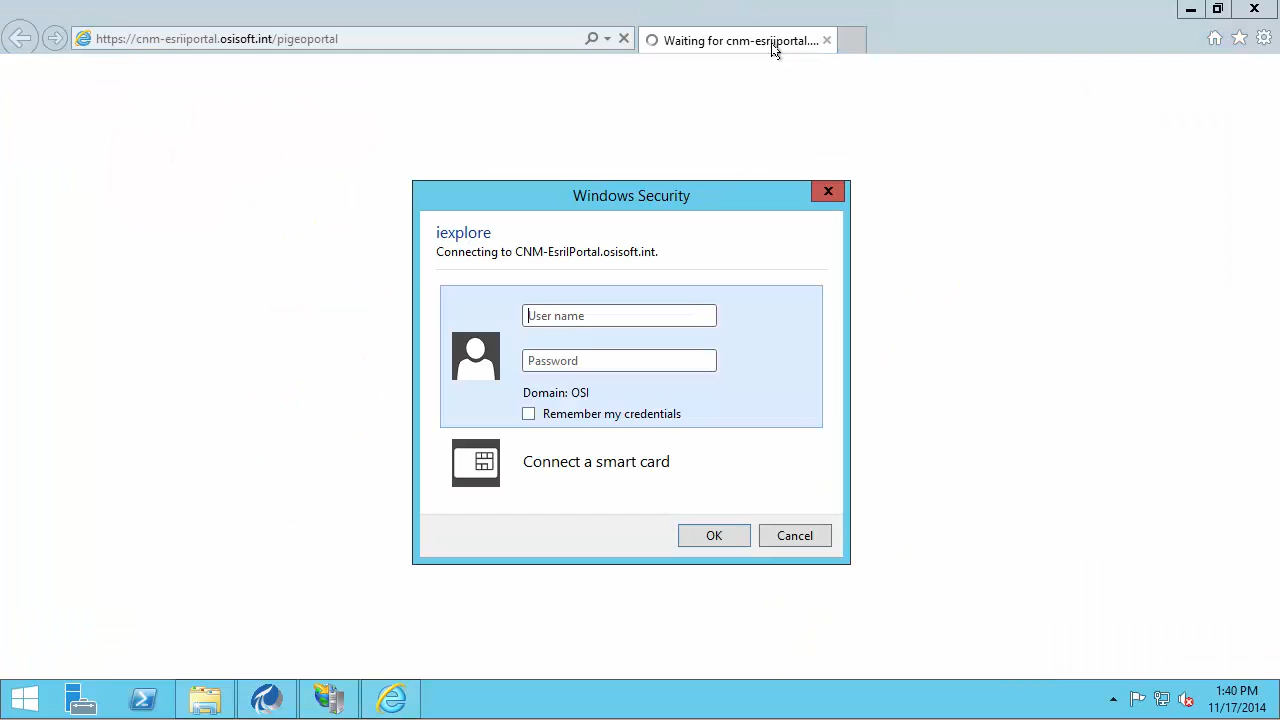 https://cnm-esriiportal.osisoft.int/pigeoportal
Waiting for cnm-esriiportal....
Windows Security
iexplore
Connecting to CNM-EsriIPortal.osisoft.int.
User name
Password
Domain: OSI
Remember my credentials
Connect a smart card
OK
Cancel
1:40 PM
11/17/2014